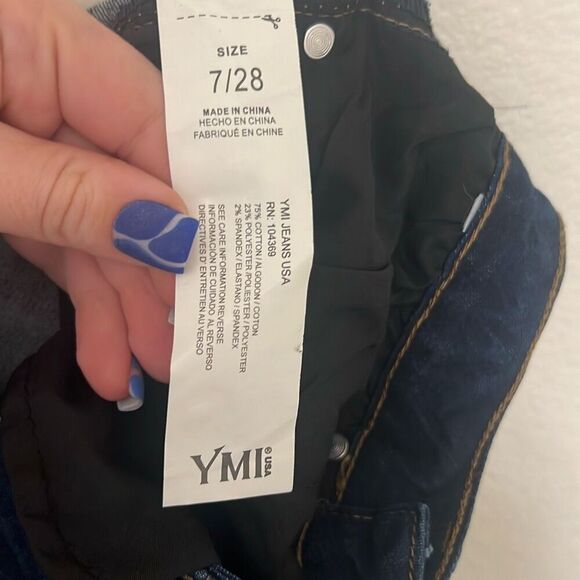 SIZE
7/28
MADE IN CHINA
HECHO EN CHINA
FABRIQUÉ EN CHINE
YMI JEANS USA
RN: 104369
75% COTTON / ALGODON / COTON
23% POLYESTER /POLIESTER / POLYESTER
2% SPANDEX / ELASTANO / SPANDEX
SEE CARE INFORMATION REVERSE
INFORMACION DE CUIDADO AL REVERSO
DIRECTIVES D' ENTRETIEN AU VERSO
YMI® USA